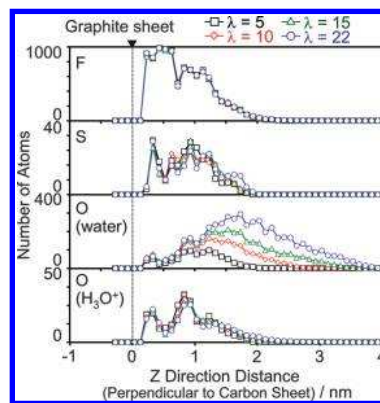 Graphite sheet
λ = 5
λ = 15
λ = 10
λ = 22
1000
F
0
40
S
0
400
O
(water)
0
50
O
(H₃O⁺)
0
Number of Atoms
-1 0 1 2 3 4
Z Direction Distance
(Perpendicular to Carbon Sheet) / nm